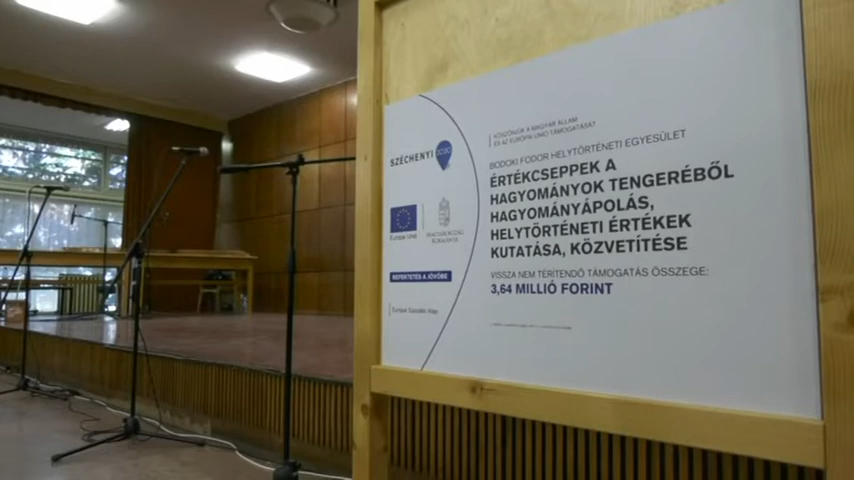 KÖSZÖNJÜK A MAGYAR ÁLLAM
ÉS AZ EURÓPAI UNIÓ TÁMOGATÁSÁT!
SZÉCHENYI 2020
BODOKI FODOR HELYTÖRTÉNETI EGYESÜLET
ÉRTÉKCSEPPEK A
HAGYOMÁNYOK TENGERÉBŐL
HAGYOMÁNYÁPOLÁS,
HELYTÖRTÉNETI ÉRTÉKEK
KUTATÁSA, KÖZVETÍTÉSE
VISSZA NEM TÉRÍTENDŐ TÁMOGATÁS ÖSSZEGE:
3,64 MILLIÓ FORINT
Európai Unió
MAGYARORSZÁG
KORMÁNYA
BEFEKTETÉS A JÖVŐBE
Európai Szociális Alap